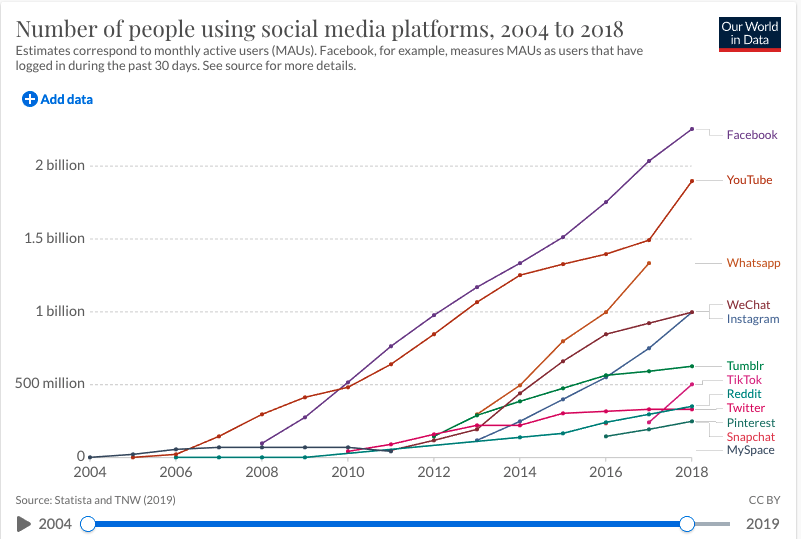 Number of people using social media platforms, 2004 to 2018
Our World
in Data
Estimates correspond to monthly active users (MAUs). Facebook, for example, measures MAUs as users that have
logged in during the past 30 days. See source for more details.
Add data
2 billion
1.5 billion
1 billion
500 million
0
Facebook
YouTube
Whatsapp
WeChat
Instagram
Tumblr
TikTok
Reddit
Twitter
Pinterest
Snapchat
MySpace
2004 2006 2008 2010 2012 2014 2016 2018
Source: Statista and TNW (2019) CC BY
2004 2019